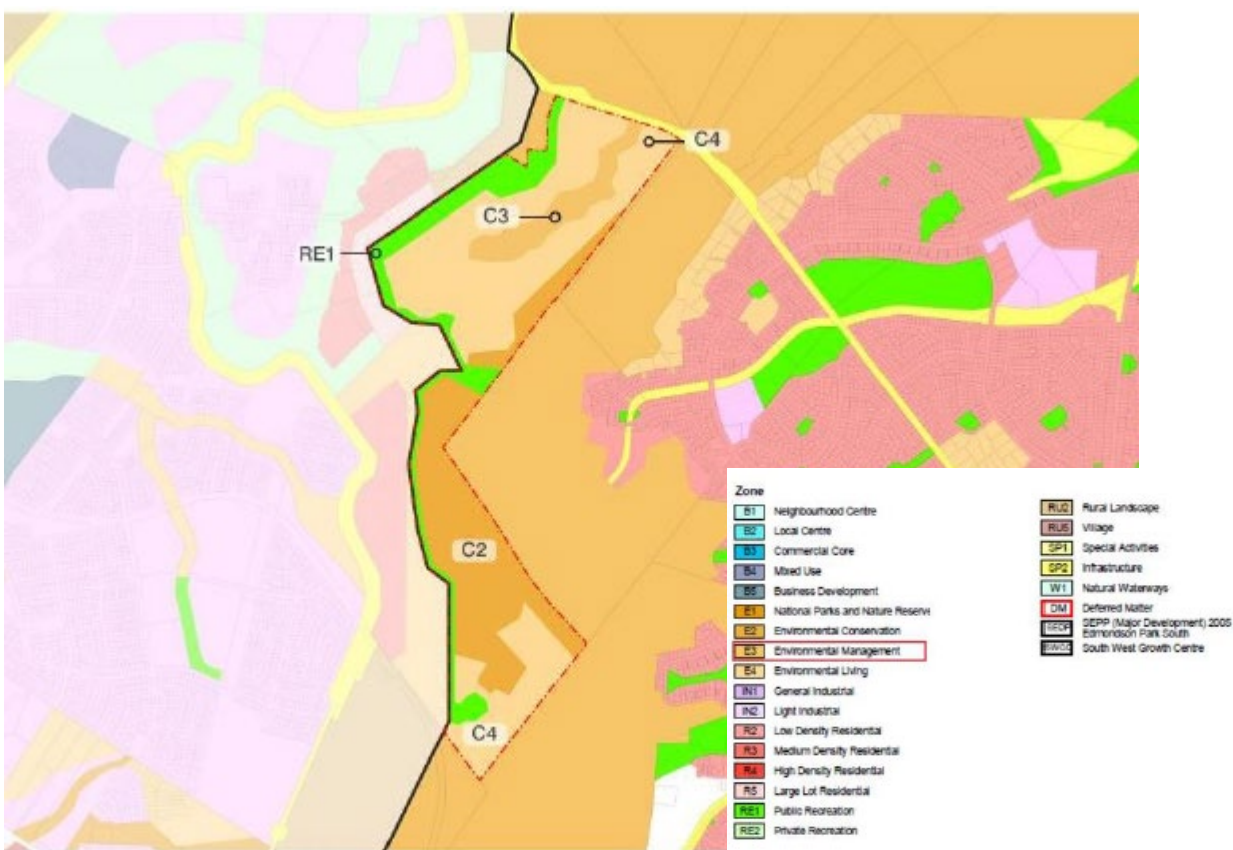 C4
C3
RE1
C2
C4
Zone
B1 Neighbourhood Centre
B2 Local Centre
B3 Commercial Core
B4 Mixed Use
B5 Business Development
E1 National Parks and Nature Reserve
E2 Environmental Conservation
E3 Environmental Management
E4 Environmental Living
IN1 General Industrial
IN2 Light Industrial
R2 Low Density Residential
R3 Medium Density Residential
R4 High Density Residential
R5 Large Lot Residential
RE1 Public Recreation
RE2 Private Recreation
RU2 Rural Landscape
RU5 Village
SP1 Special Activities
SP2 Infrastructure
W1 Natural Waterways
DM Deferred Matter
SEPP (Major Development) 2005
Edmondson Park South
South West Growth Centre